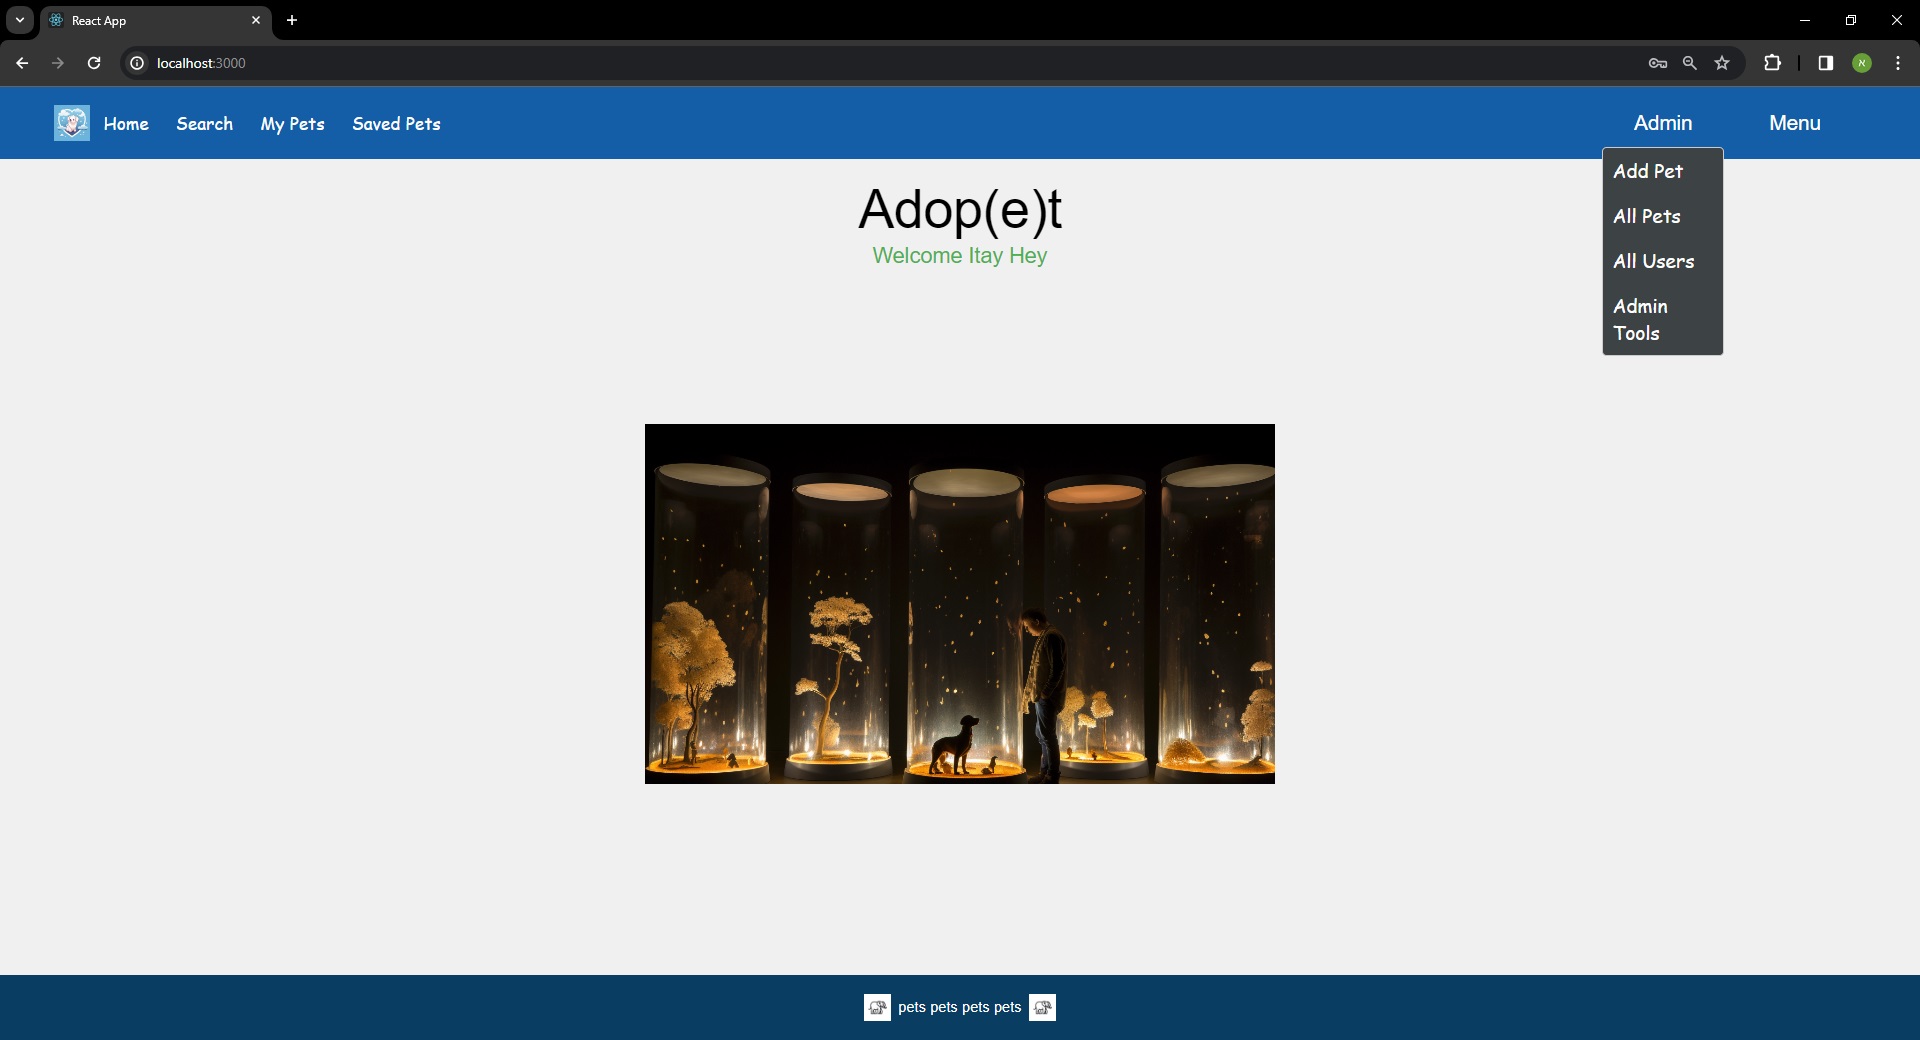 React App
localhost:3000
א
Home Search My Pets Saved Pets
Admin Menu
Add Pet
All Pets
All Users
Admin
Tools
Adop(e)t
Welcome Itay Hey
pets pets pets pets